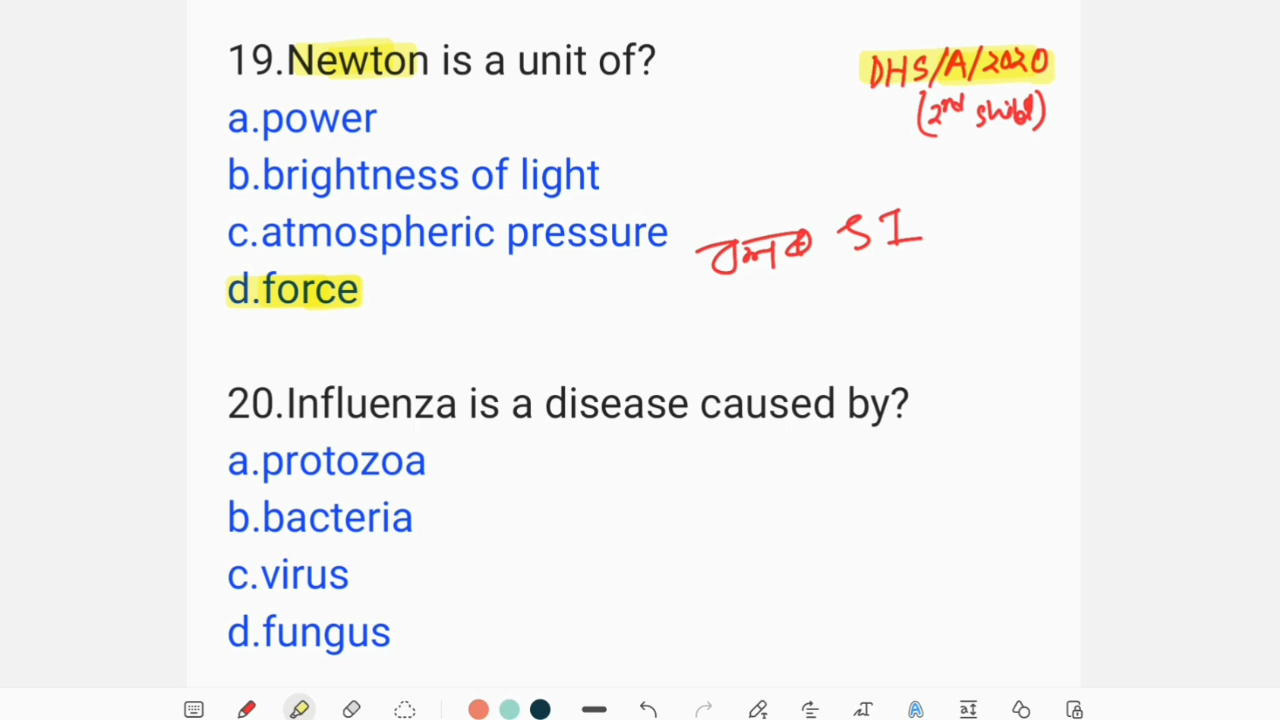 19.Newton is a unit of?
DHS/A/2020
a.power
(2nd shift)
b.brightness of light
c.atmospheric pressure
SI
d.force
20.Influenza is a disease caused by?
a.protozoa
b.bacteria
c.virus
d.fungus